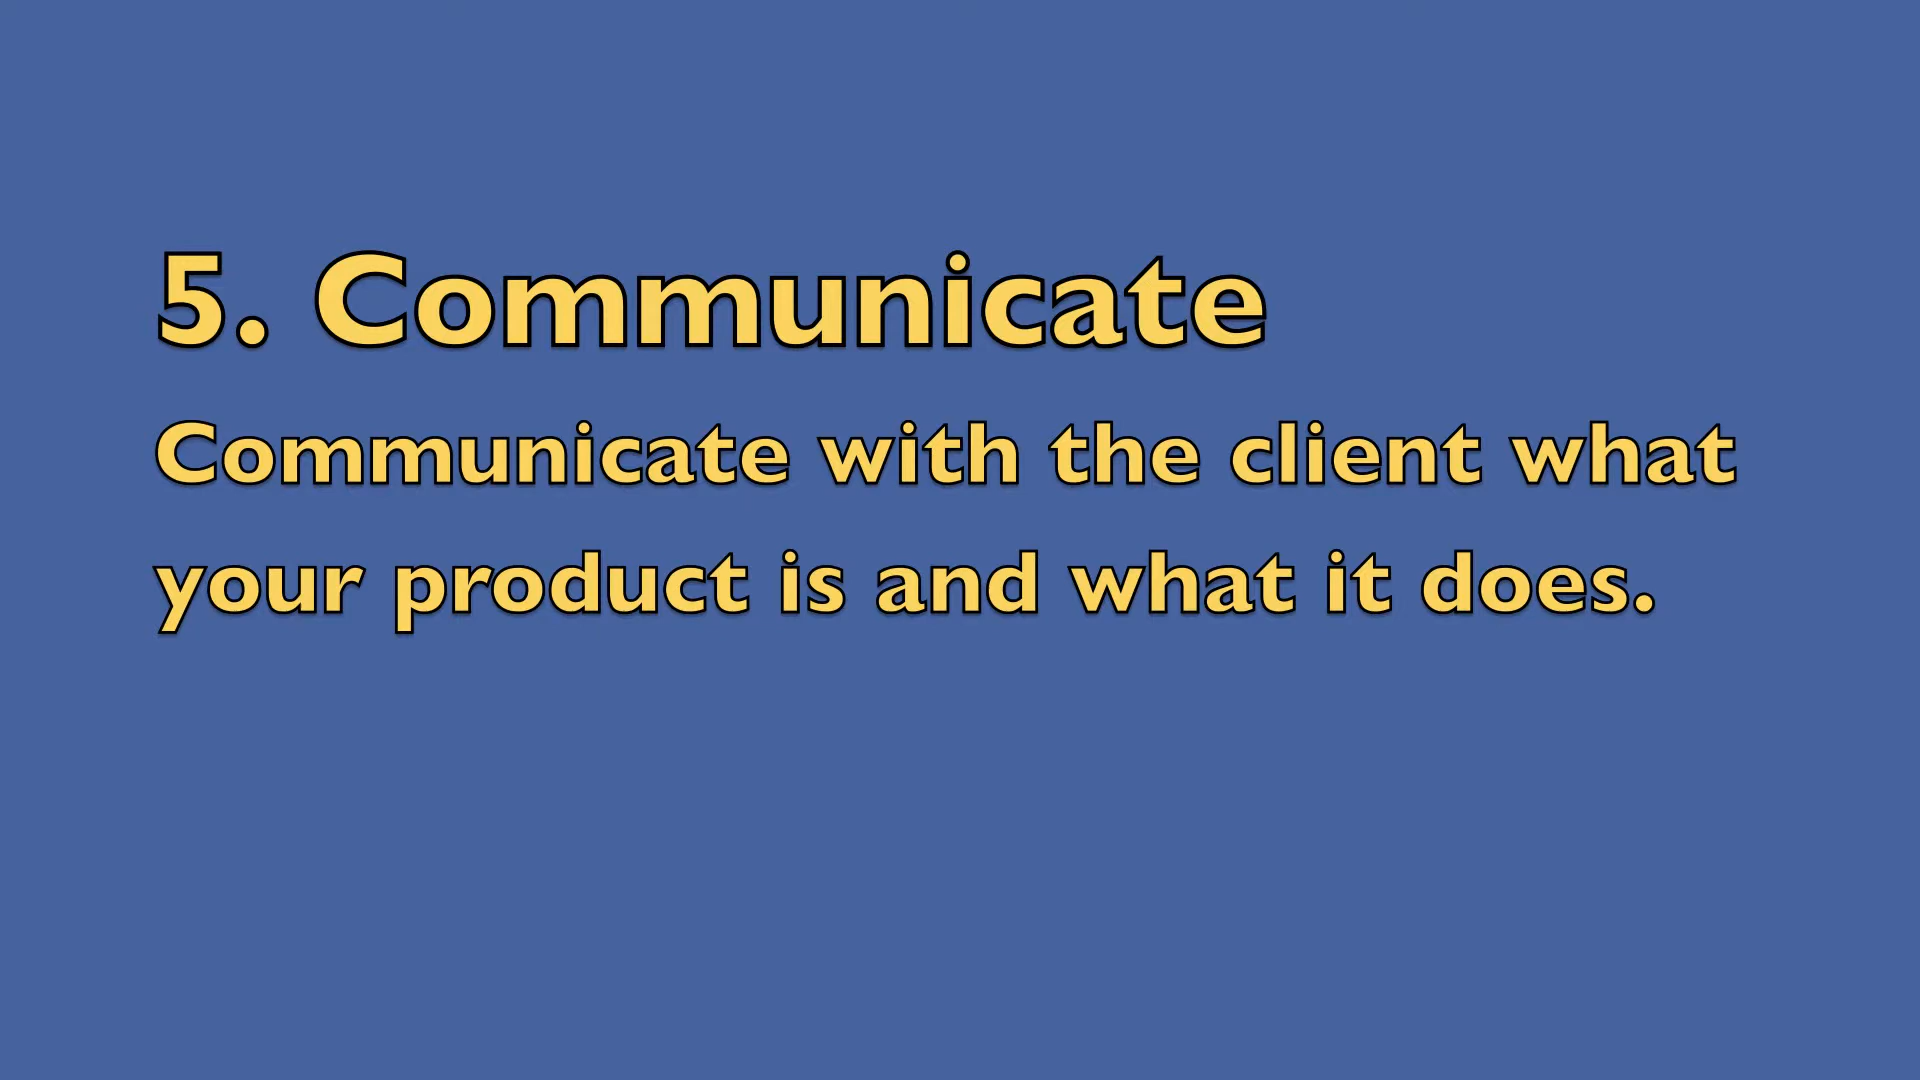 5. Communicate
Communicate with the client what
your product is and what it does.